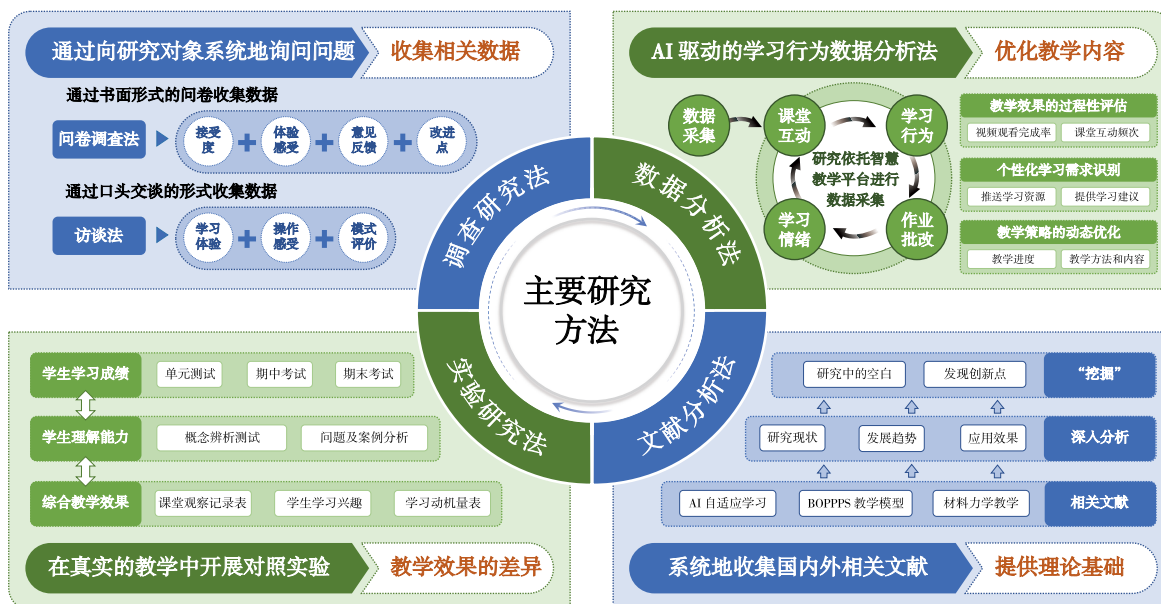 通过向研究对象系统地询问问题
收集相关数据
通过书面形式的问卷收集数据
问卷调查法
接受度
体验感受
意见反馈
改进点
通过口头交谈的形式收集数据
访谈法
学习体验
操作感受
模式评价
AI 驱动的学习行为数据分析法
优化教学内容
数据采集
课堂互动
学习行为
研究依托智慧
教学平台进行
数据采集
学习情绪
作业批改
教学效果的过程性评估
视频观看完成率
课堂互动频次
个性化学习需求识别
推送学习资源
提供学习建议
教学策略的动态优化
教学进度
教学方法和内容
调查研究法
数据分析法
主要研究
方法
实验研究法
文献分析法
学生学习成绩
单元测试
期中考试
期末考试
学生理解能力
概念辨析测试
问题及案例分析
综合教学效果
课堂观察记录表
学生学习兴趣
学习动机量表
在真实的教学中开展对照实验
教学效果的差异
研究中的空白
发现创新点
“挖掘”
研究现状
发展趋势
应用效果
深入分析
AI 自适应学习
BOPPPS 教学模型
材料力学教学
相关文献
系统地收集国内外相关文献
提供理论基础